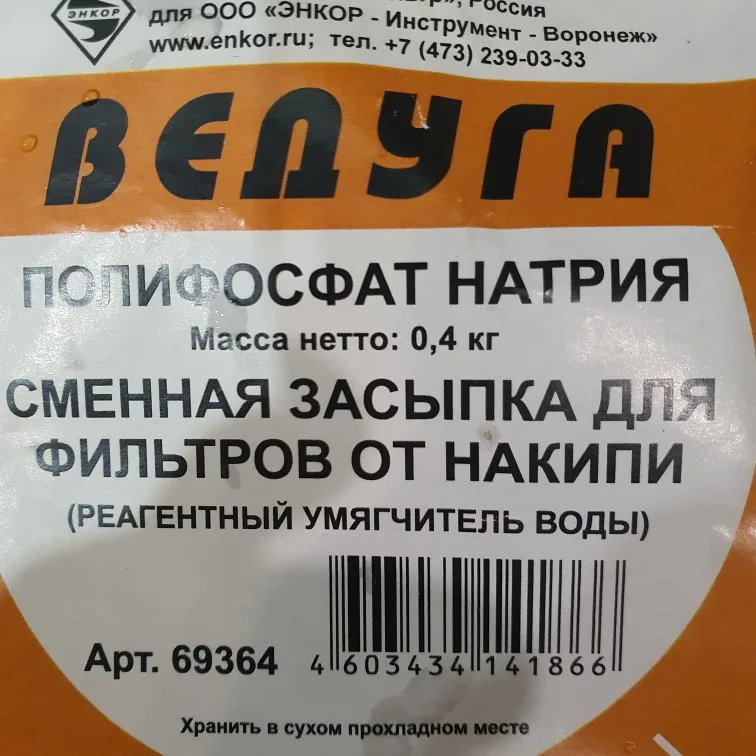 Россия
ЭНКОР
для ООО «ЭНКОР - Инструмент - Воронеж»
www.enkor.ru; тел. +7 (473) 239-03-33
ВЕДУГА
ПОЛИФОСФАТ НАТРИЯ
Масса нетто: 0,4 кг
СМЕННАЯ ЗАСЫПКА ДЛЯ
ФИЛЬТРОВ ОТ НАКИПИ
(РЕАГЕНТНЫЙ УМЯГЧИТЕЛЬ ВОДЫ)
Арт. 69364
4 603434 141866
Хранить в сухом прохладном месте